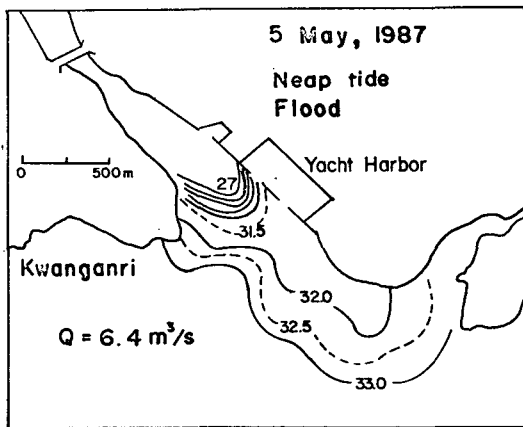 5 May, 1987
Neap tide
Flood
Yacht Harbor
0 500m
27
31.5
Kwanganri
32.0
32.5
Q = 6.4 m³/s
33.0